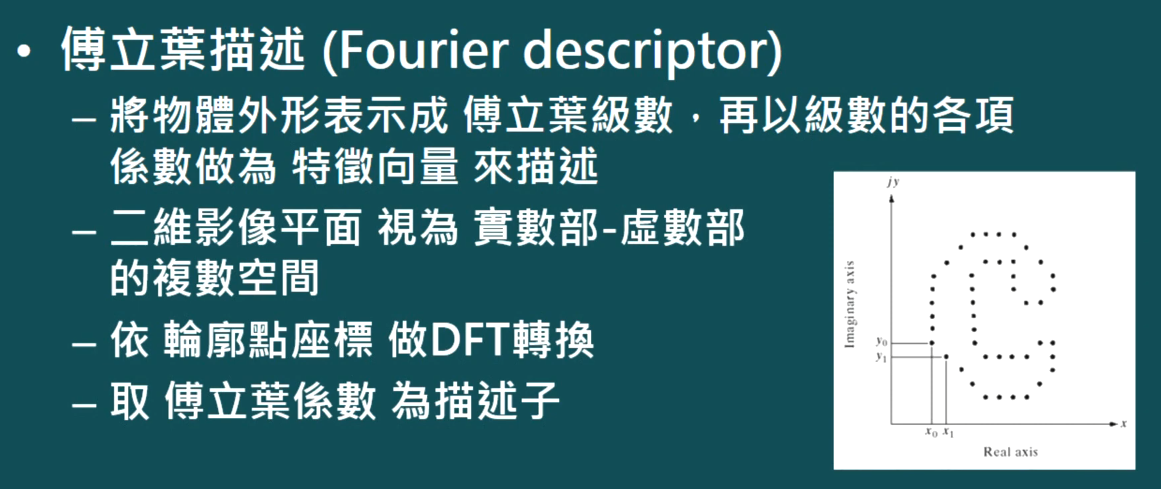 • 傅立葉描述 (Fourier descriptor)
– 將物體外形表示成 傅立葉級數，再以級數的各項
係數做為 特徵向量 來描述
– 二維影像平面 視為 實數部-虛數部
的複數空間
– 依 輪廓點座標 做DFT轉換
– 取 傅立葉係數 為描述子
jy
Imaginary axis
y₀
y₁
x₀ x₁
x
Real axis